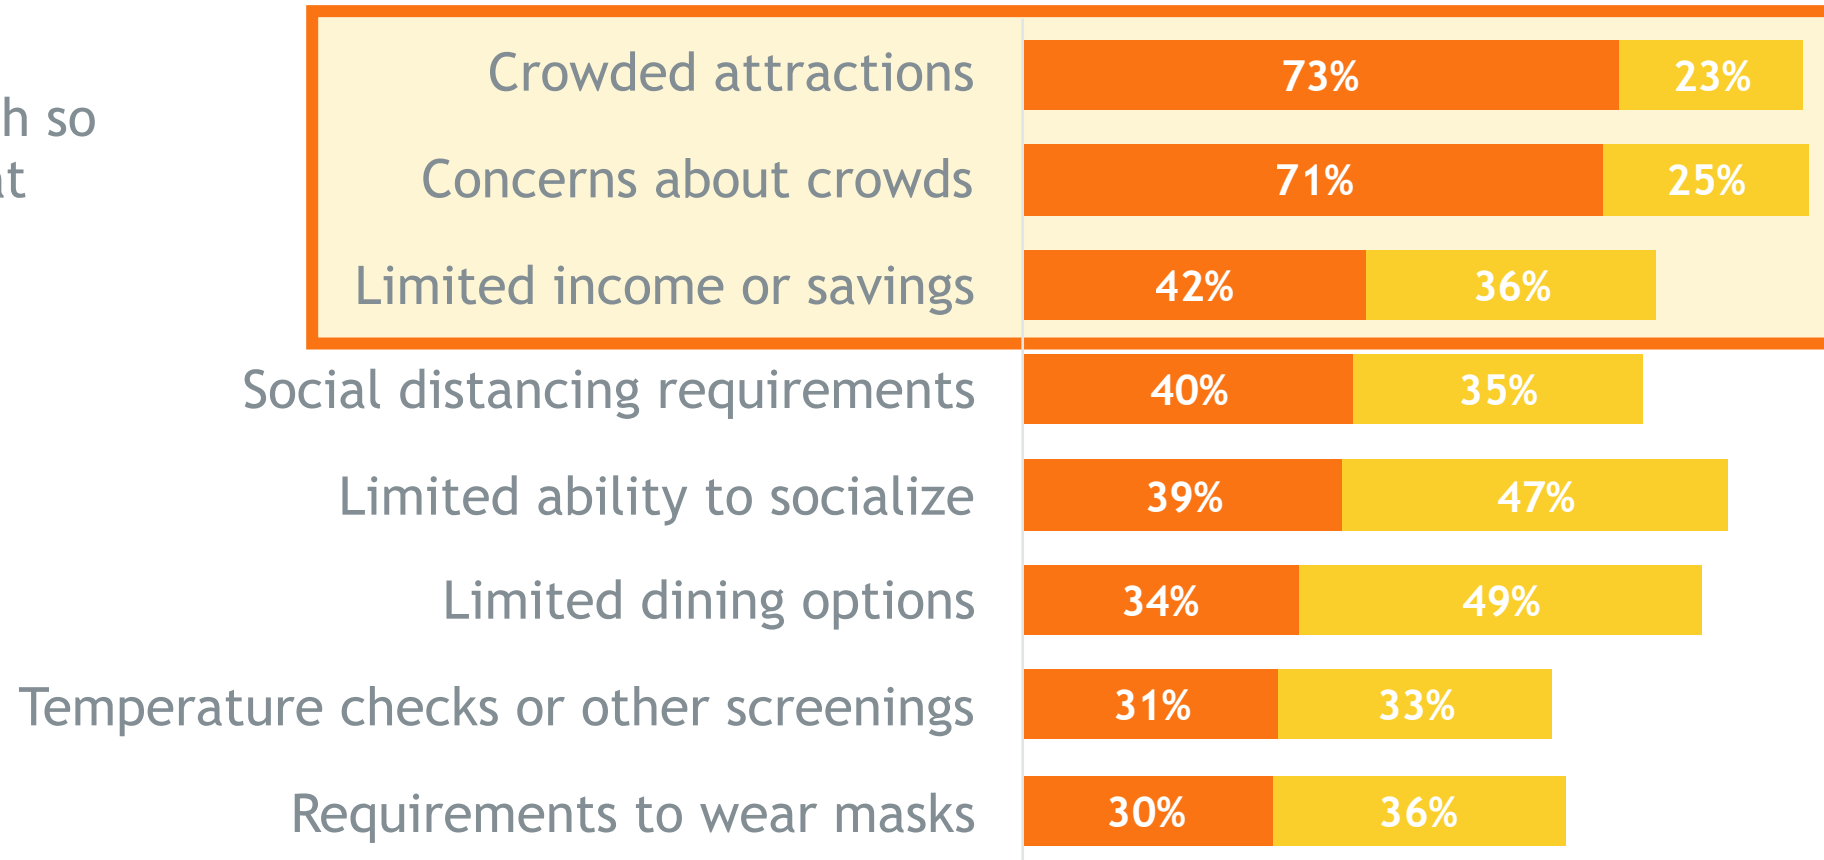 Crowded attractions 73% 23%
h so
Concerns about crowds 71% 25%
Limited income or savings 42% 36%
Social distancing requirements 40% 35%
Limited ability to socialize 39% 47%
Limited dining options 34% 49%
Temperature checks or other screenings 31% 33%
Requirements to wear masks 30% 36%